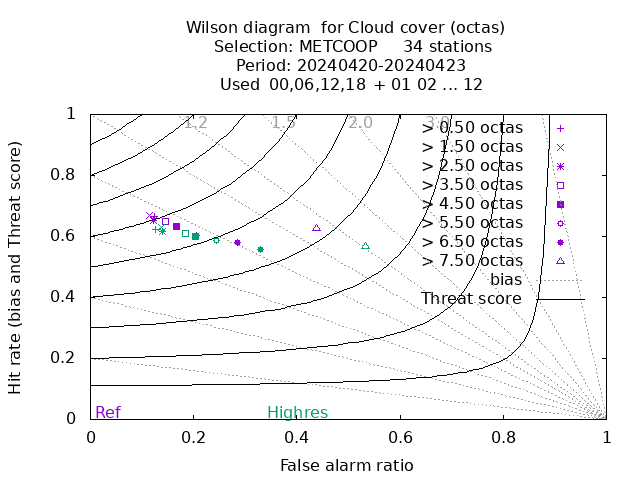 Wilson diagram  for Cloud cover (octas)
Selection: METCOOP     34 stations
Period: 20240420-20240423
Used  00,06,12,18 + 01 02 ... 12
Hit rate (bias and Threat score)
1
0.8
0.6
0.4
0.2
0
1.2
1.5
2.0
3.0
> 0.50 octas
> 1.50 octas
> 2.50 octas
> 3.50 octas
> 4.50 octas
> 5.50 octas
> 6.50 octas
> 7.50 octas
bias
Threat score
Ref
Highres
0 0.2 0.4 0.6 0.8 1
False alarm ratio